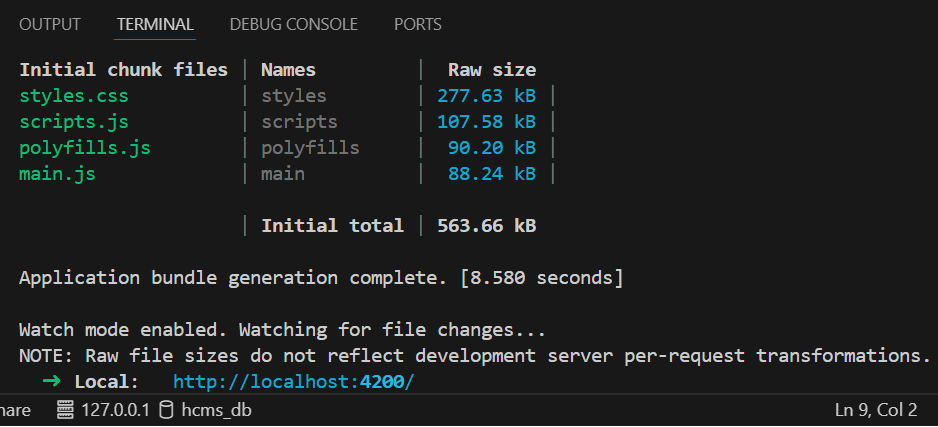 OUTPUT TERMINAL DEBUG CONSOLE PORTS
Initial chunk files | Names | Raw size
styles.css | styles | 277.63 kB |
scripts.js | scripts | 107.58 kB |
polyfills.js | polyfills | 90.20 kB |
main.js | main | 88.24 kB |
| Initial total | 563.66 kB
Application bundle generation complete. [8.580 seconds]
Watch mode enabled. Watching for file changes...
NOTE: Raw file sizes do not reflect development server per-request transformations.
➜ Local: http://localhost:4200/
hare 127.0.0.1 hcms_db Ln 9, Col 2